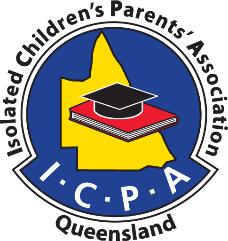 Isolated Children's Parents' Association
I·C·P·A
Queensland